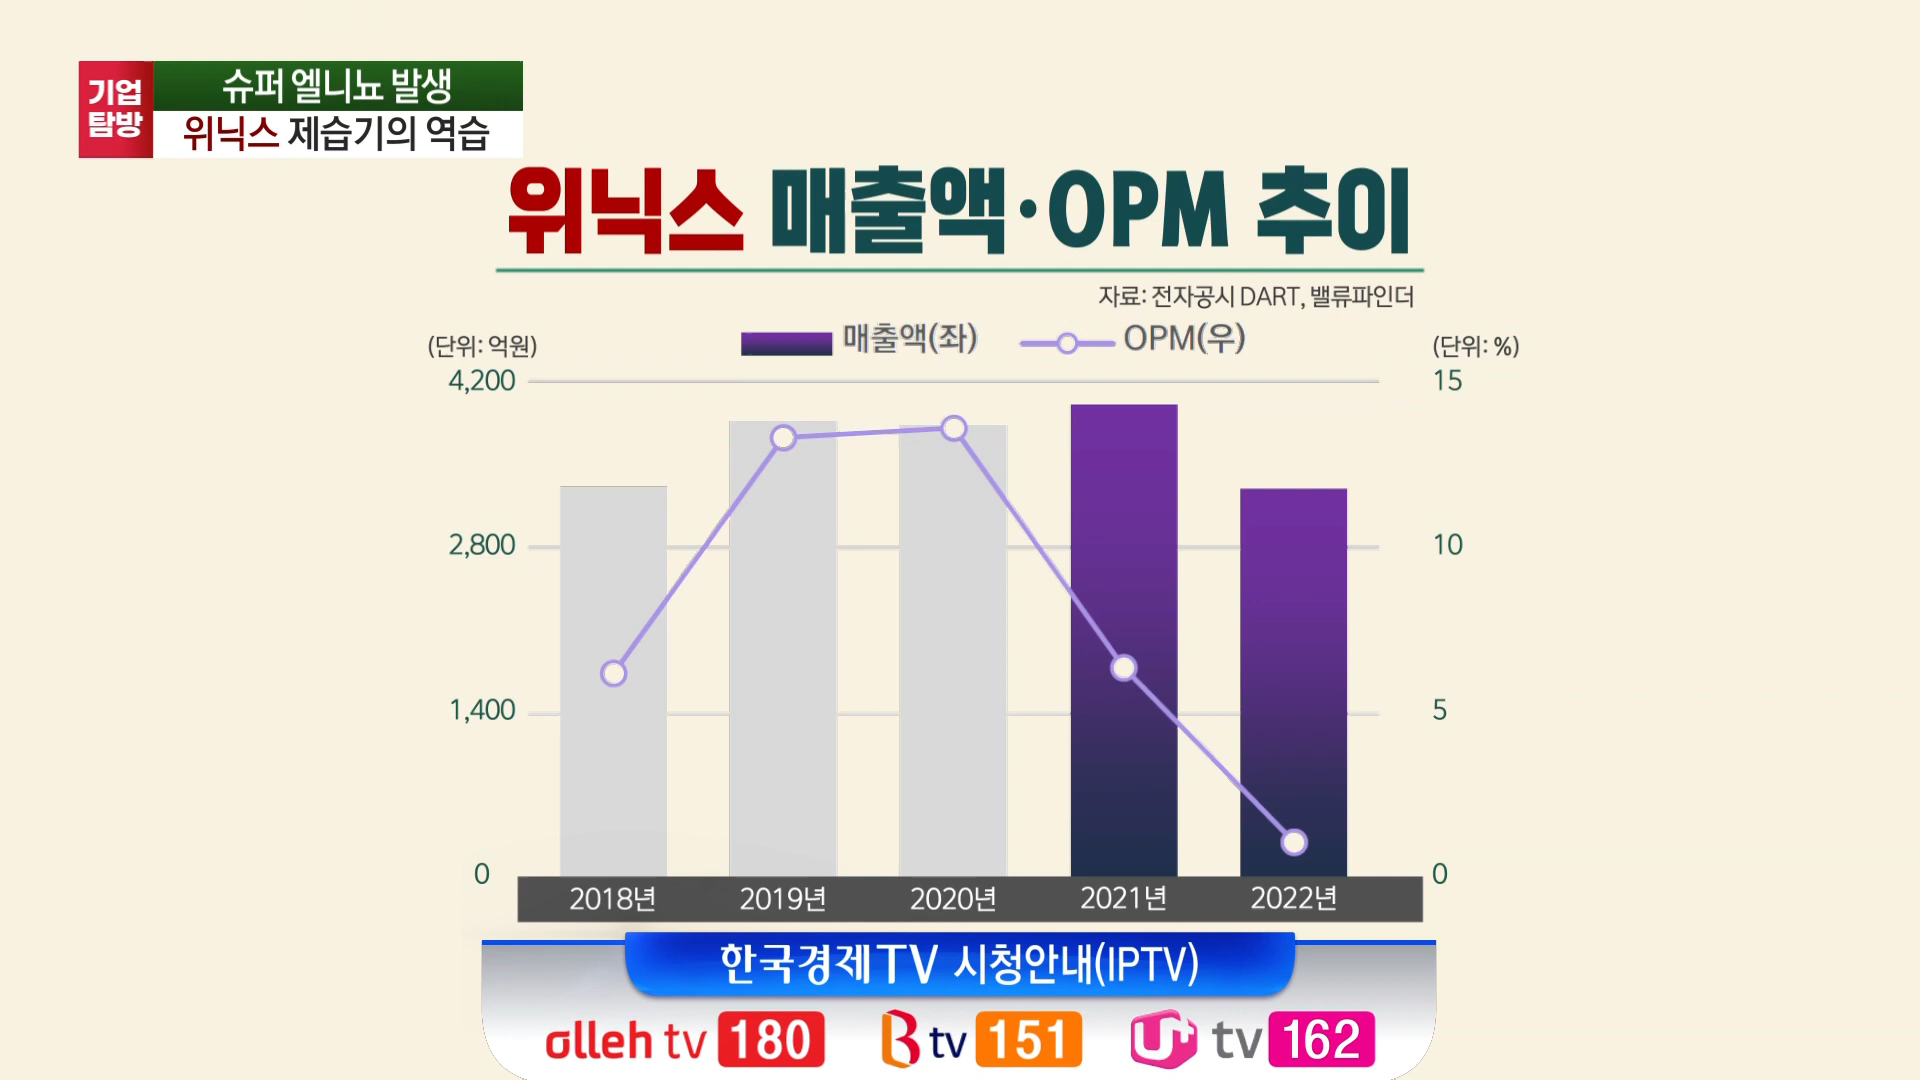 기업
탐방
슈퍼 엘니뇨 발생
위닉스 제습기의 역습
위닉스 매출액·OPM 추이
자료: 전자공시 DART, 밸류파인더
(단위: 억원)
매출액(좌)
OPM(우)
(단위: %)
4,200
15
2,800
10
1,400
5
0
0
2018년
2019년
2020년
2021년
2022년
한국경제TV 시청안내(IPTV)
olleh tv 180
B tv 151
U+ tv 162